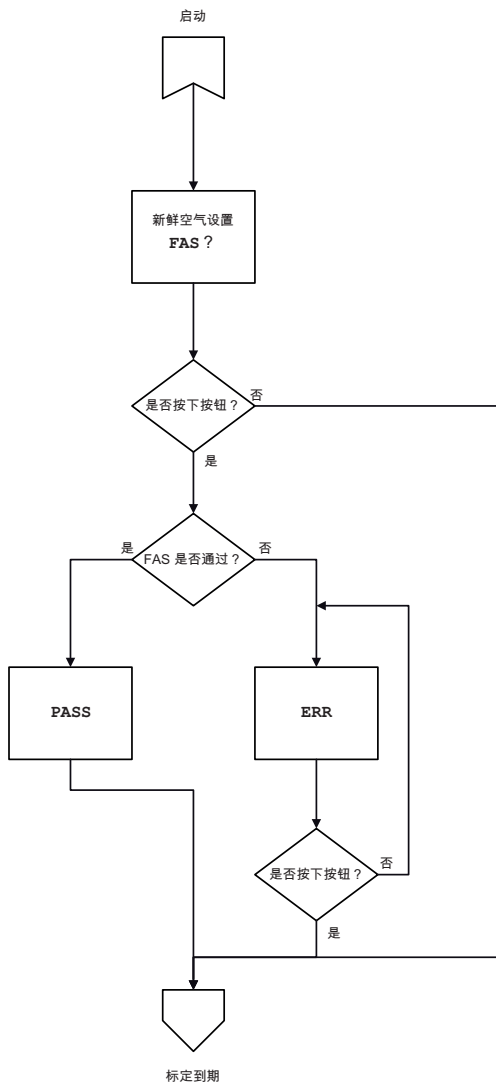 启动
新鲜空气设置
FAS？
是否按下按钮？
否
是
FAS 是否通过？
是
否
PASS
ERR
是否按下按钮？
否
是
标定到期